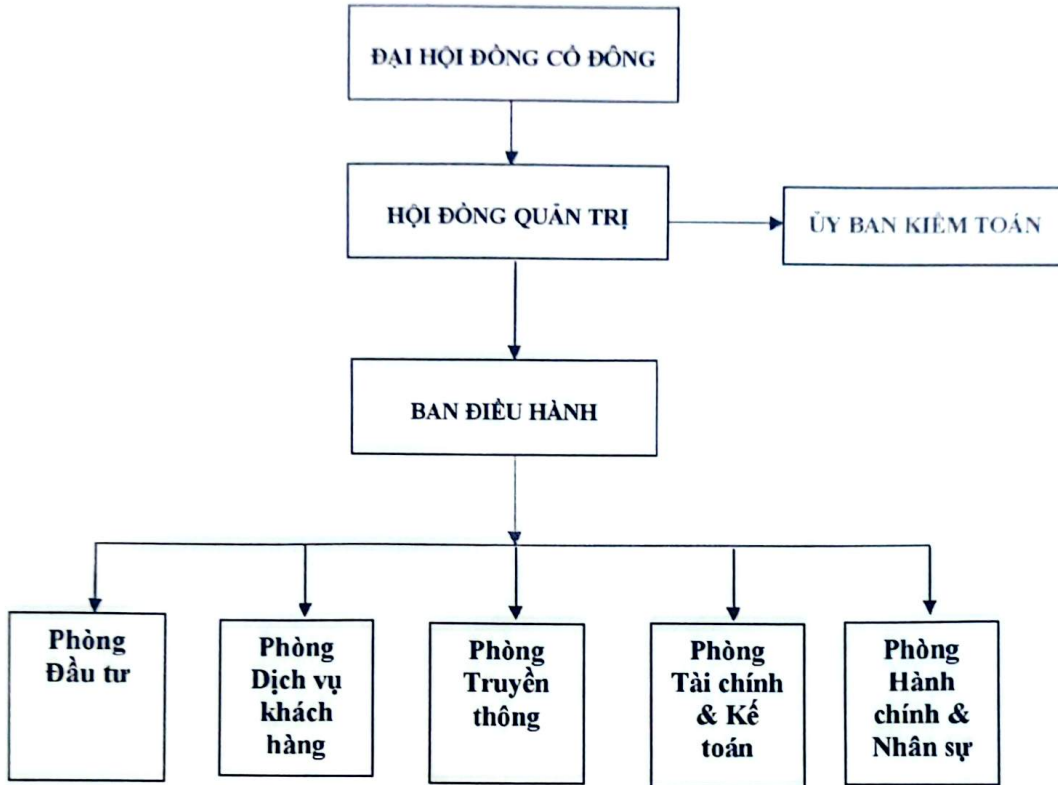 ĐẠI HỘI ĐỒNG CỔ ĐÔNG
HỘI ĐỒNG QUẢN TRỊ
ỦY BAN KIỂM TOÁN
BAN ĐIỀU HÀNH
Phòng
Đầu tư
Phòng
Dịch vụ
khách
hàng
Phòng
Truyền
thông
Phòng
Tài chính
& Kế
toán
Phòng
Hành
chính &
Nhân sự